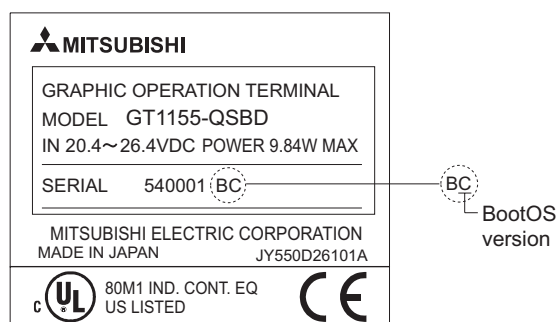 MITSUBISHI
GRAPHIC OPERATION TERMINAL
MODEL GT1155-QSBD
IN 20.4~26.4VDC POWER 9.84W MAX
SERIAL 540001 BC
BC
BootOS
version
MITSUBISHI ELECTRIC CORPORATION
MADE IN JAPAN JY550D26101A
C UL 80M1 IND. CONT. EQ
US LISTED
CE